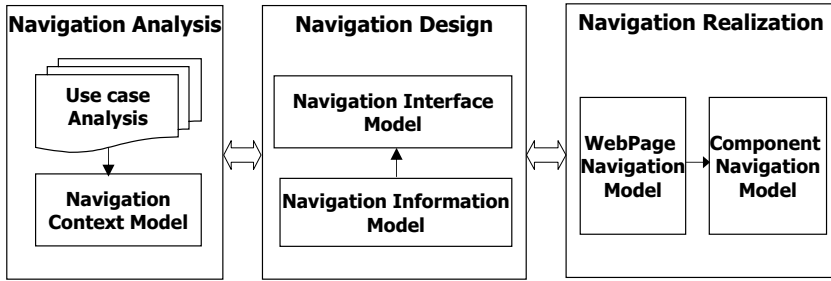 Navigation Analysis
Use case
Analysis
Navigation
Context Model
Navigation Design
Navigation Interface
Model
Navigation Information
Model
Navigation Realization
WebPage
Navigation
Model
Component
Navigation
Model